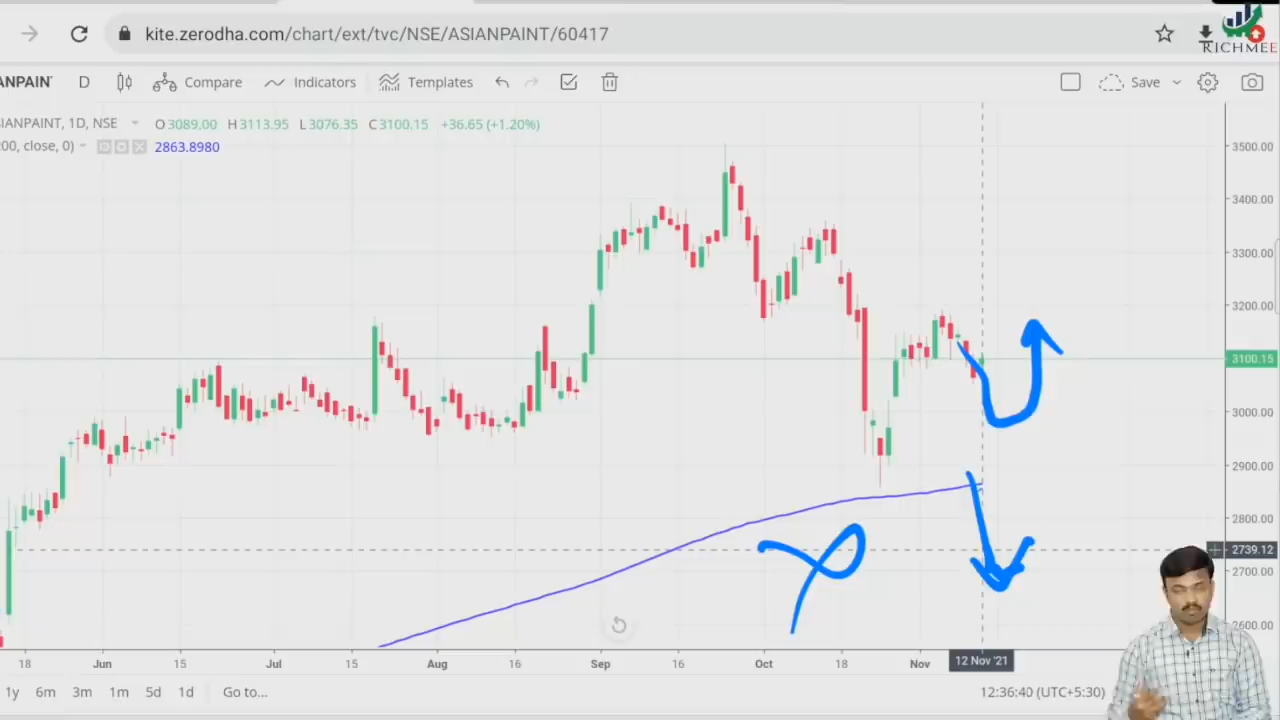 kite.zerodha.com/chart/ext/tvc/NSE/ASIANPAINT/60417
RICHMEE
ANPAIN
D
Compare
Indicators
Templates
Save
IANPAINT, 1D, NSE
O3089.00 H3113.95 L3076.35 C3100.15 +36.65 (+1.20%)
00, close, 0)
2863.8980
3500.00
3400.00
3300.00
3200.00
3100.15
3000.00
2900.00
2800.00
2739.12
2700.00
2600.00
18 Jun 15 Jul 15 Aug 16 Sep 16 Oct 18 Nov 12 Nov '21
1y 6m 3m 1m 5d 1d Go to...
12:36:40 (UTC+5:30)